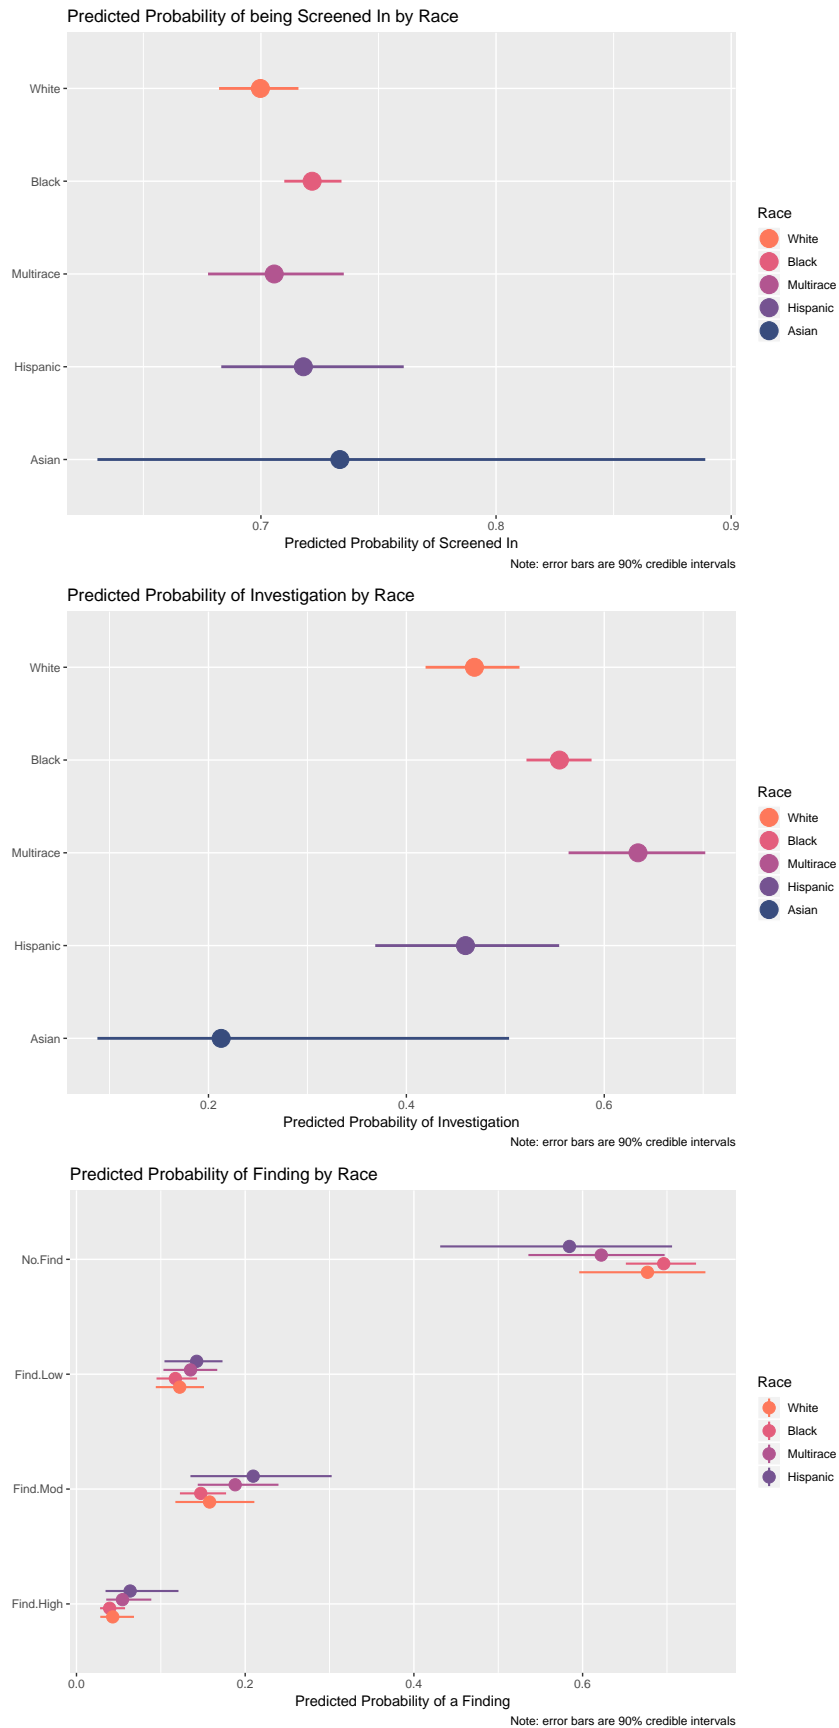 Predicted Probability of being Screened In by Race
White
Black
Multirace
Hispanic
Asian
0.7
0.8
0.9
Predicted Probability of Screened In
Note: error bars are 90% credible intervals
Race
White
Black
Multirace
Hispanic
Asian
Predicted Probability of Investigation by Race
White
Black
Multirace
Hispanic
Asian
0.2
0.4
0.6
Predicted Probability of Investigation
Note: error bars are 90% credible intervals
Race
White
Black
Multirace
Hispanic
Asian
Predicted Probability of Finding by Race
No.Find
Find.Low
Find.Mod
Find.High
0.0
0.2
0.4
0.6
Predicted Probability of a Finding
Note: error bars are 90% credible intervals
Race
White
Black
Multirace
Hispanic